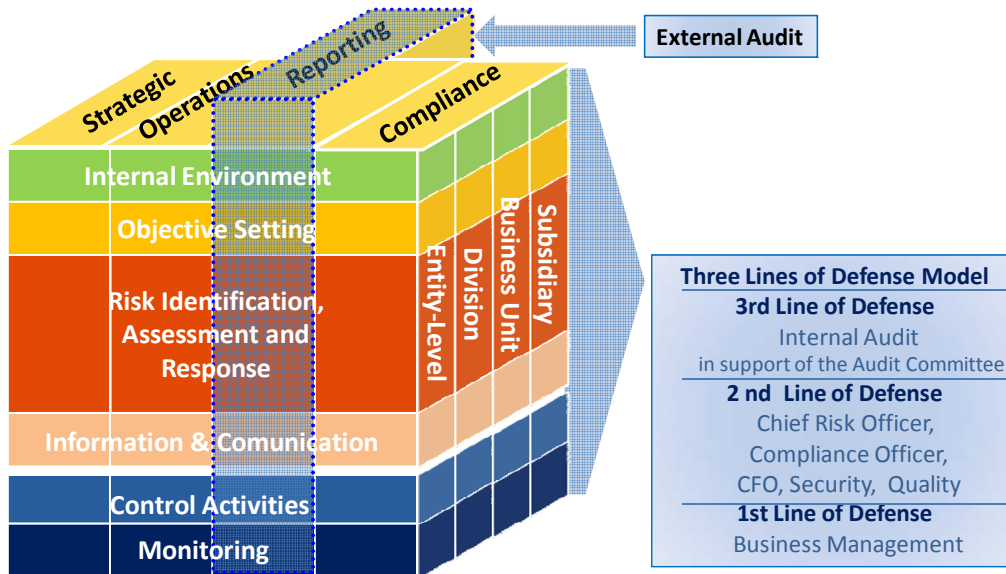 External Audit
Strategic
Operations
Reporting
Compliance
Internal Environment
Objective Setting
Risk Identification,
Assessment and
Response
Information & Comunication
Control Activities
Monitoring
Entity-Level
Division
Business Unit
Subsidiary
Three Lines of Defense Model
3rd Line of Defense
Internal Audit
in support of the Audit Committee
2 nd Line of Defense
Chief Risk Officer,
Compliance Officer,
CFO, Security, Quality
1st Line of Defense
Business Management